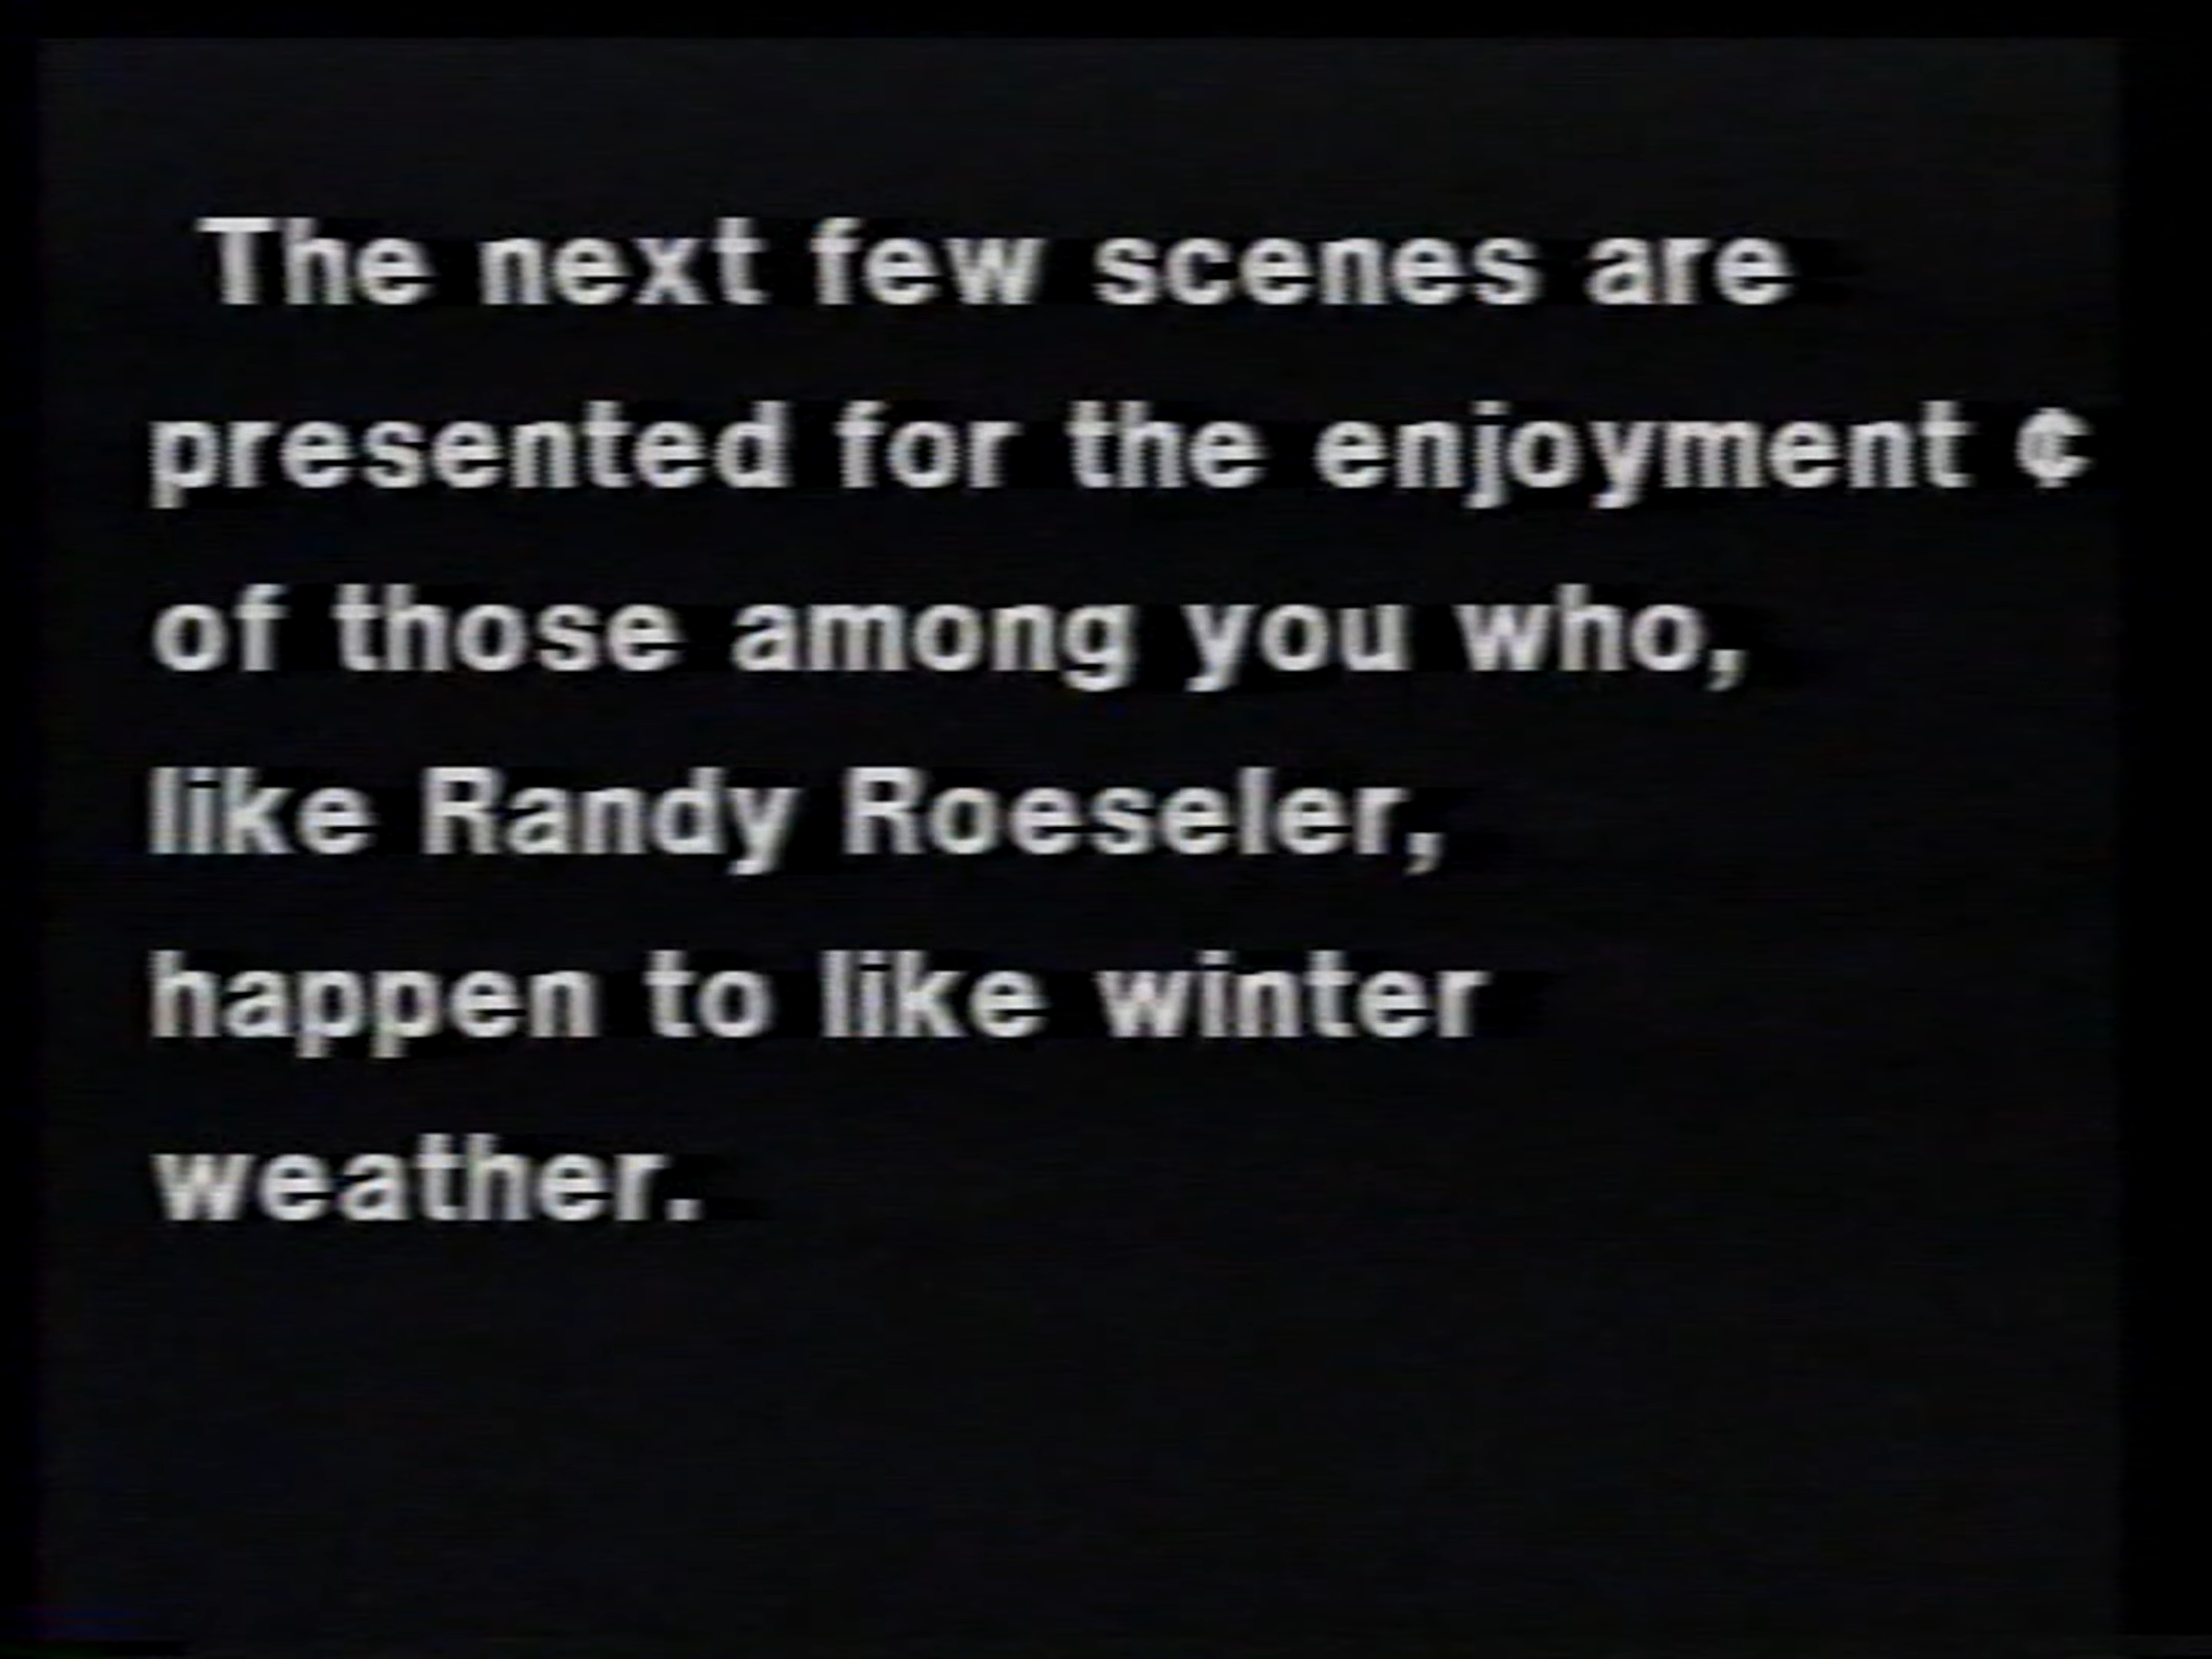 The next few scenes are
presented for the enjoyment ¢
of those among you who,
like Randy Roeseler,
happen to like winter
weather.